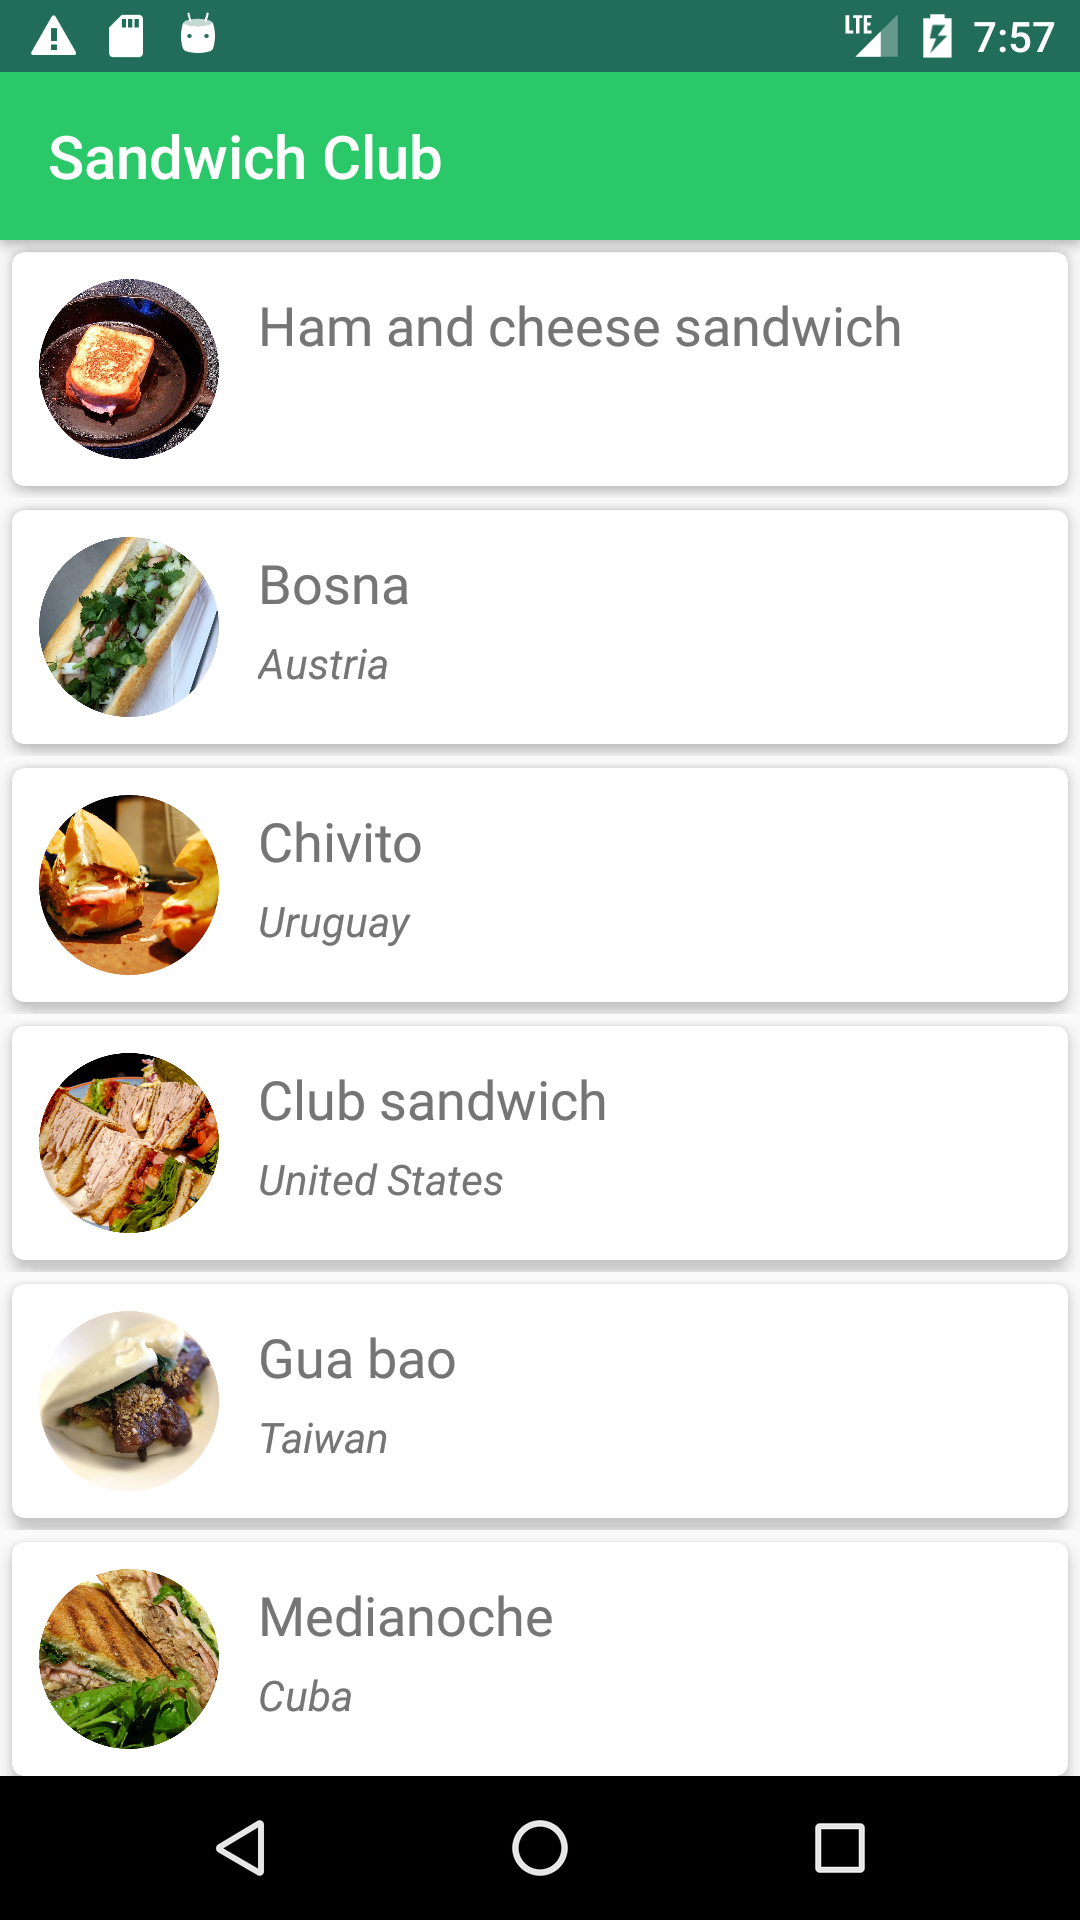 LTE 7:57
Sandwich Club
Ham and cheese sandwich
Bosna
Austria
Chivito
Uruguay
Club sandwich
United States
Gua bao
Taiwan
Medianoche
Cuba